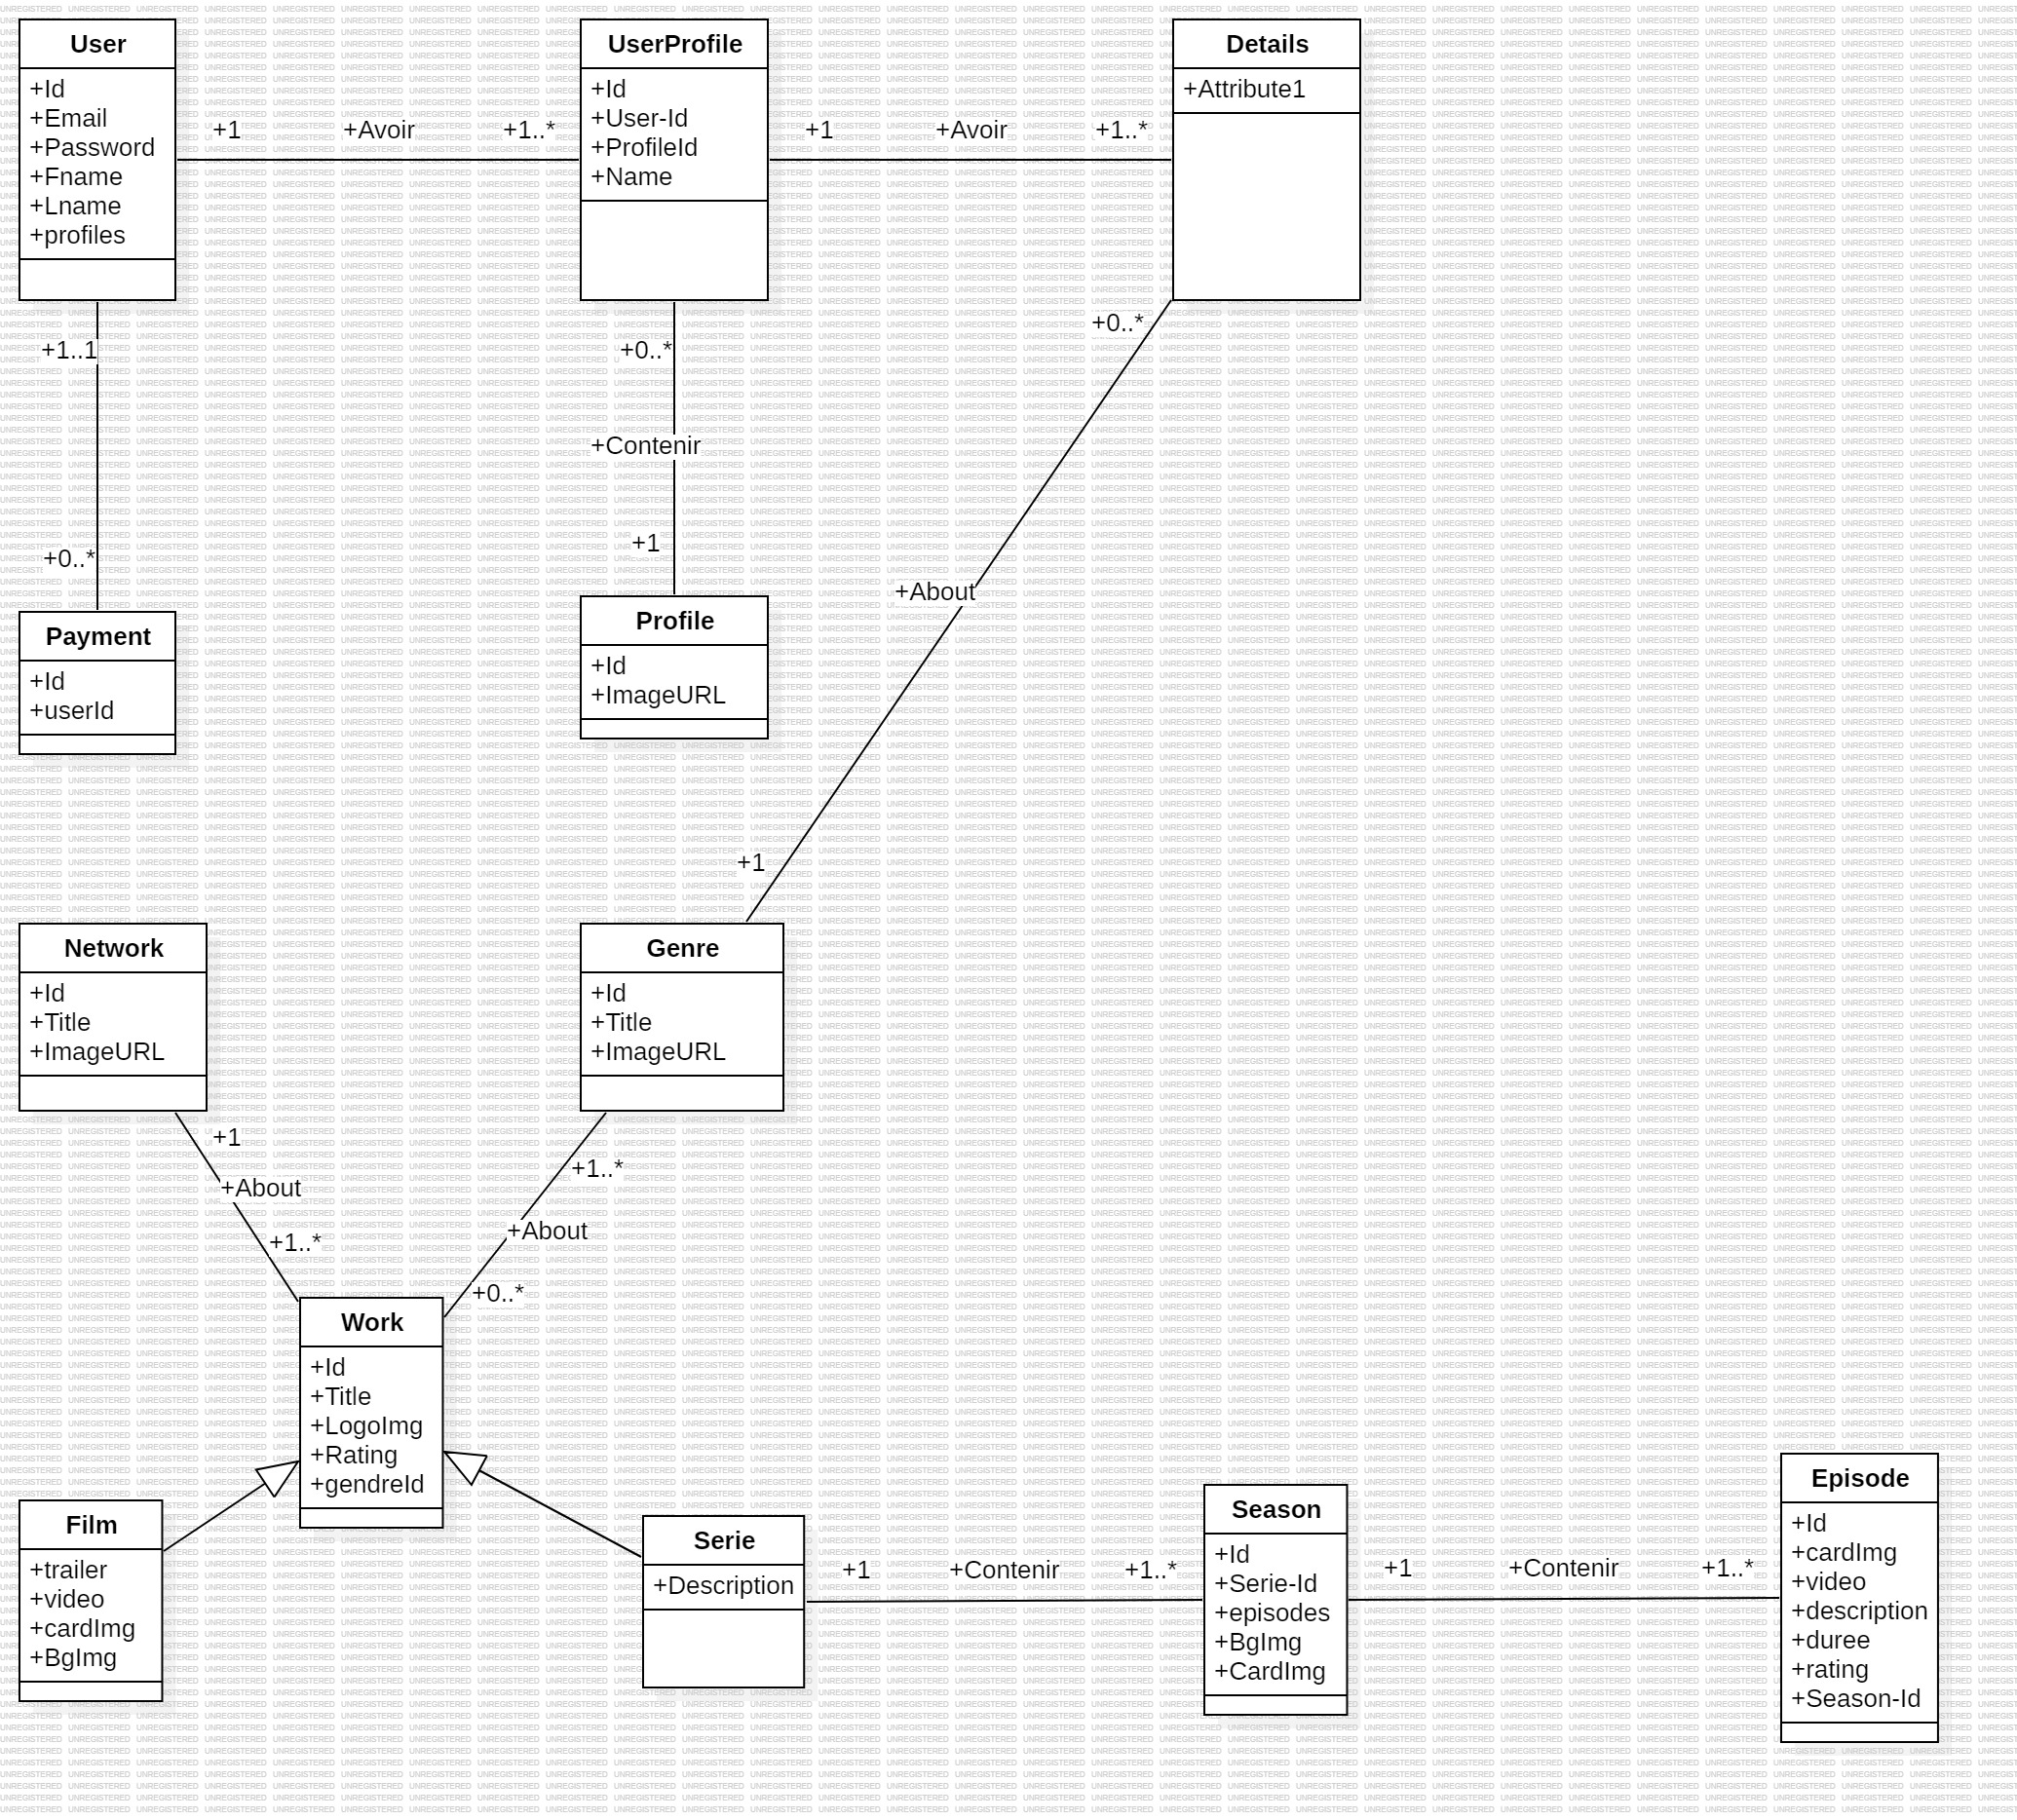 User
+Id
+Email
+Password
+Fname
+Lname
+profiles
+1
+Avoir
+1..*
UserProfile
+Id
+User-Id
+ProfileId
+Name
+1
+Avoir
+1..*
Details
+Attribute1
+1..1
+0..*
Payment
+Id
+userId
+0..*
+Contenir
+1
Profile
+Id
+ImageURL
+0..*
+About
+1
Network
+Id
+Title
+ImageURL
Genre
+Id
+Title
+ImageURL
+1
+About
+1..*
+1..*
+About
+0..*
Work
+Id
+Title
+LogoImg
+Rating
+gendreId
Film
+trailer
+video
+cardImg
+BgImg
Serie
+Description
+1
+Contenir
+1..*
Season
+Id
+Serie-Id
+episodes
+BgImg
+CardImg
+1
+Contenir
+1..*
Episode
+Id
+cardImg
+video
+description
+duree
+rating
+Season-Id
UNREGISTERED